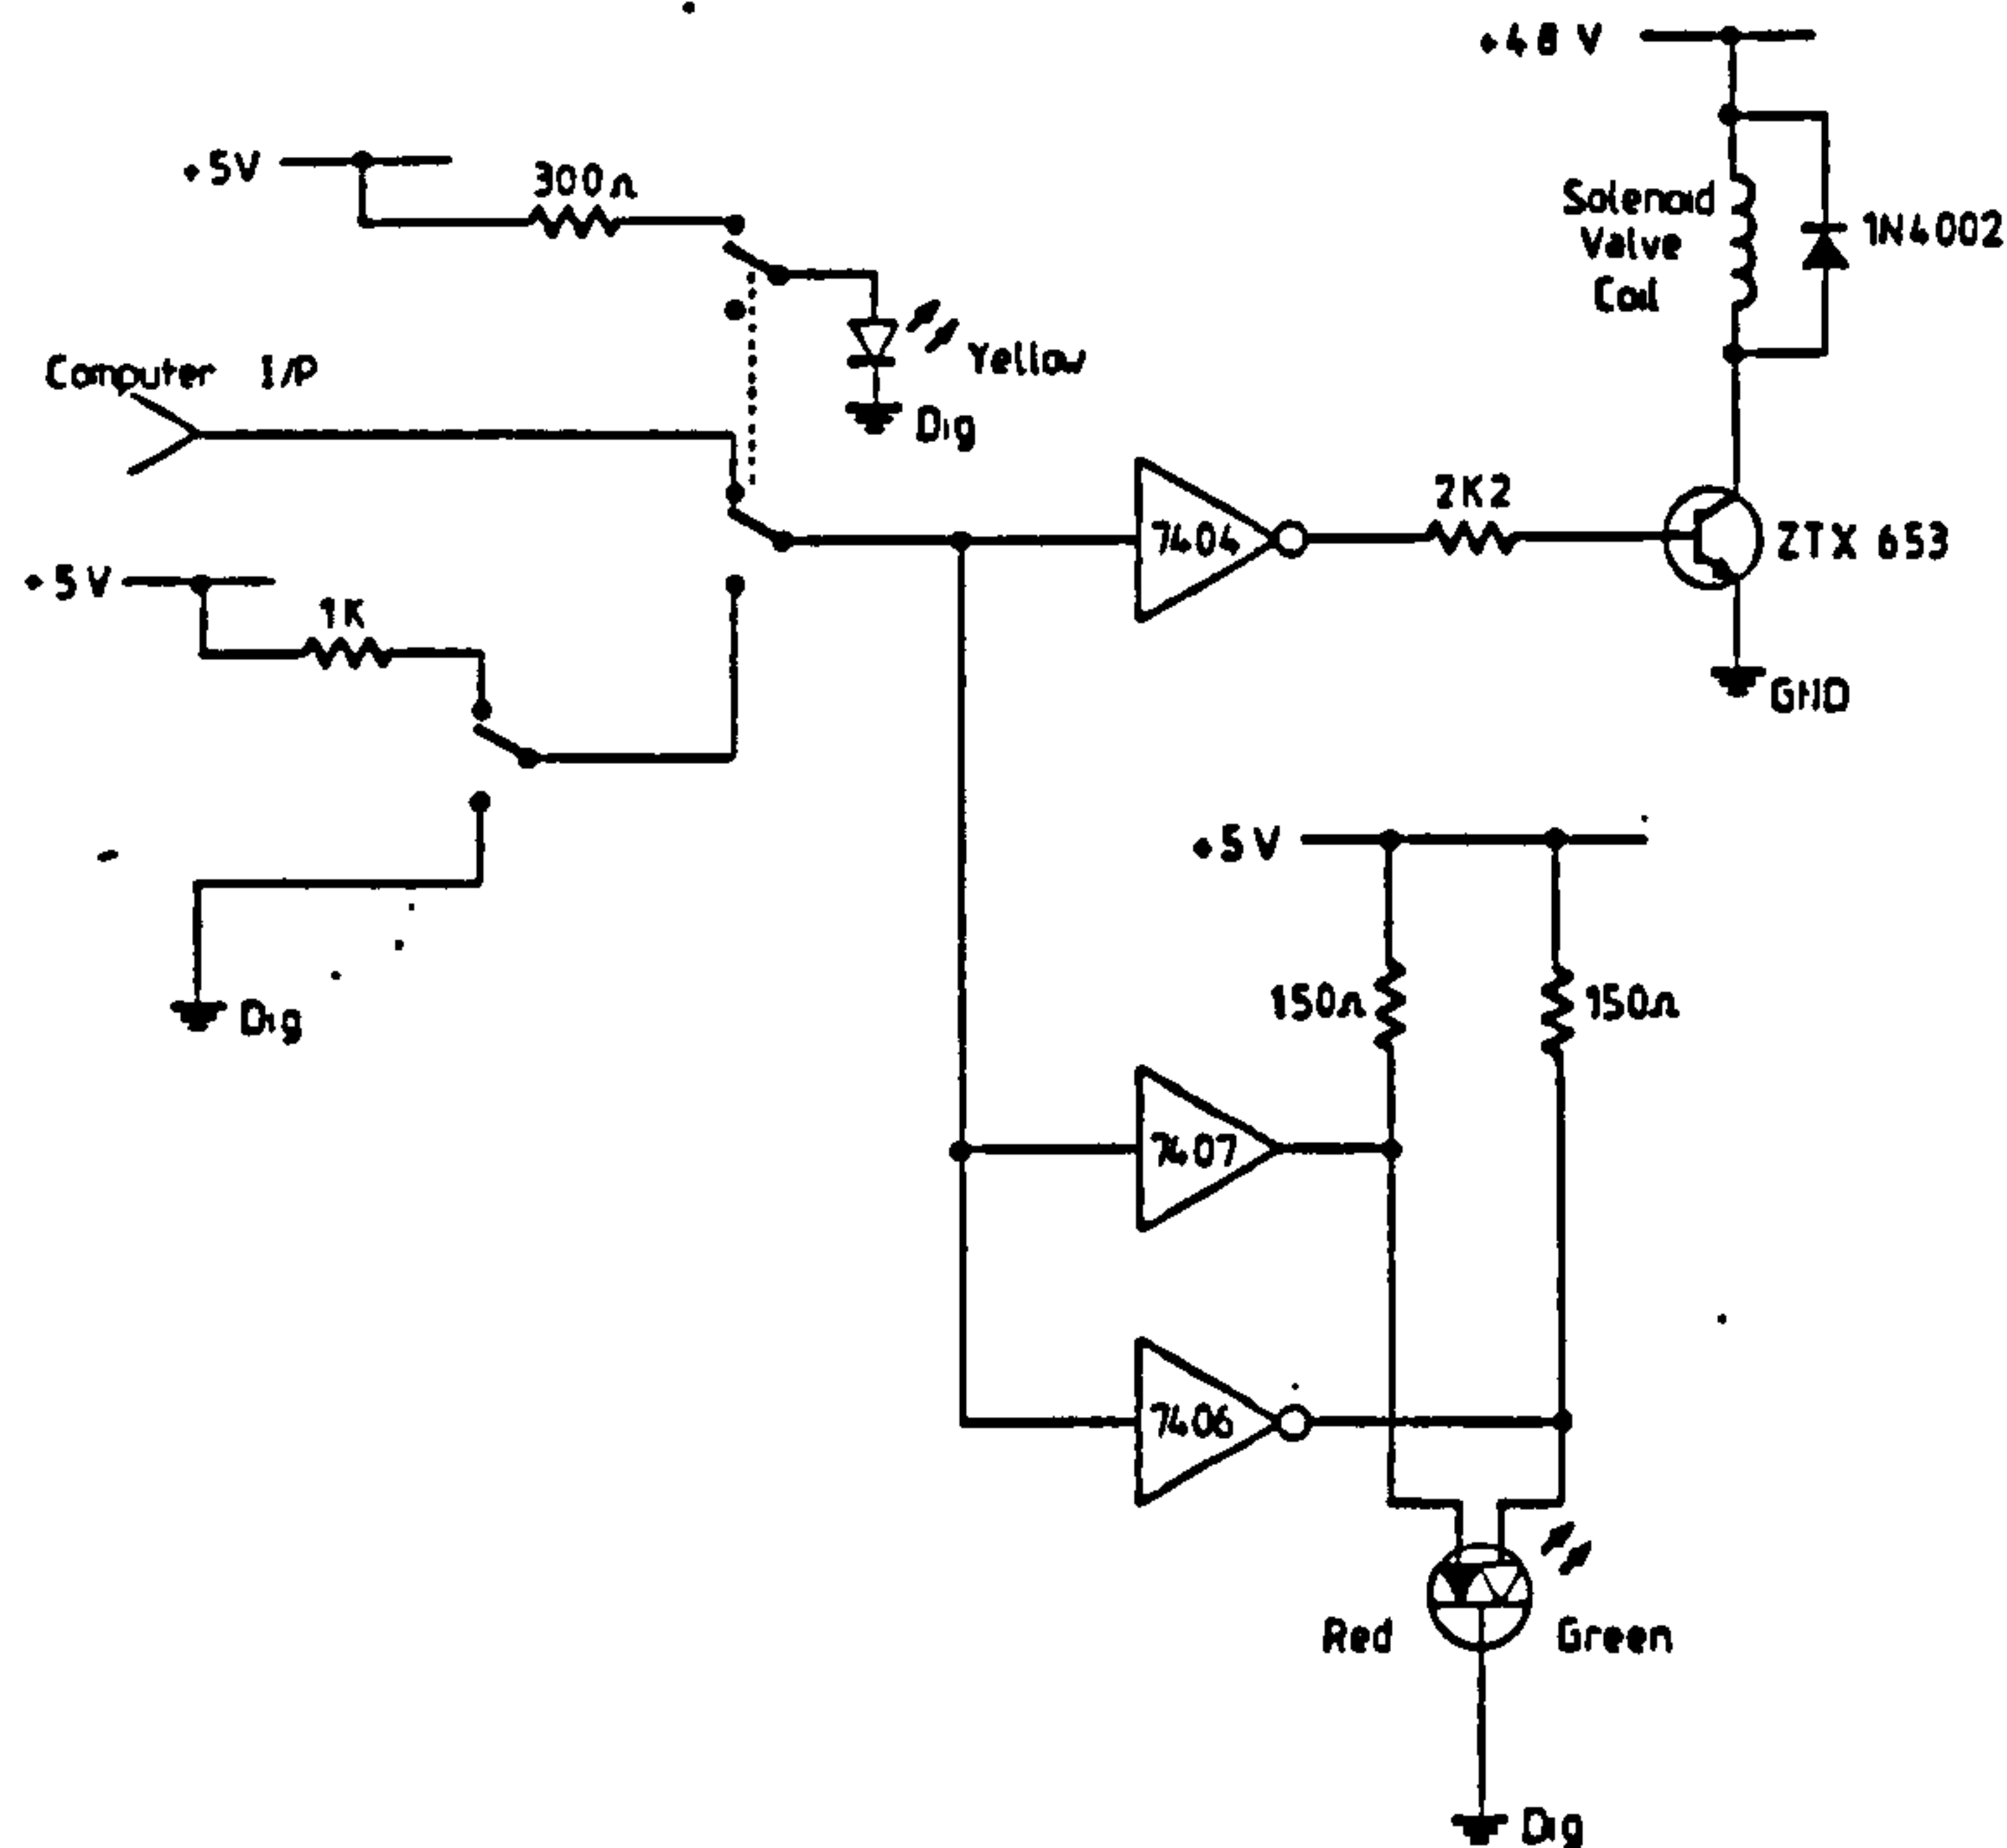 +48 V
+5V
300Ω
Solenoid
Valve
Coil
1N4002
Computer I/P
Yellow
Dig
7404
2K2
ZTX 653
+5V
1K
GND
+5V
Dig
150Ω
150Ω
7407
7406
Red
Green
Dig